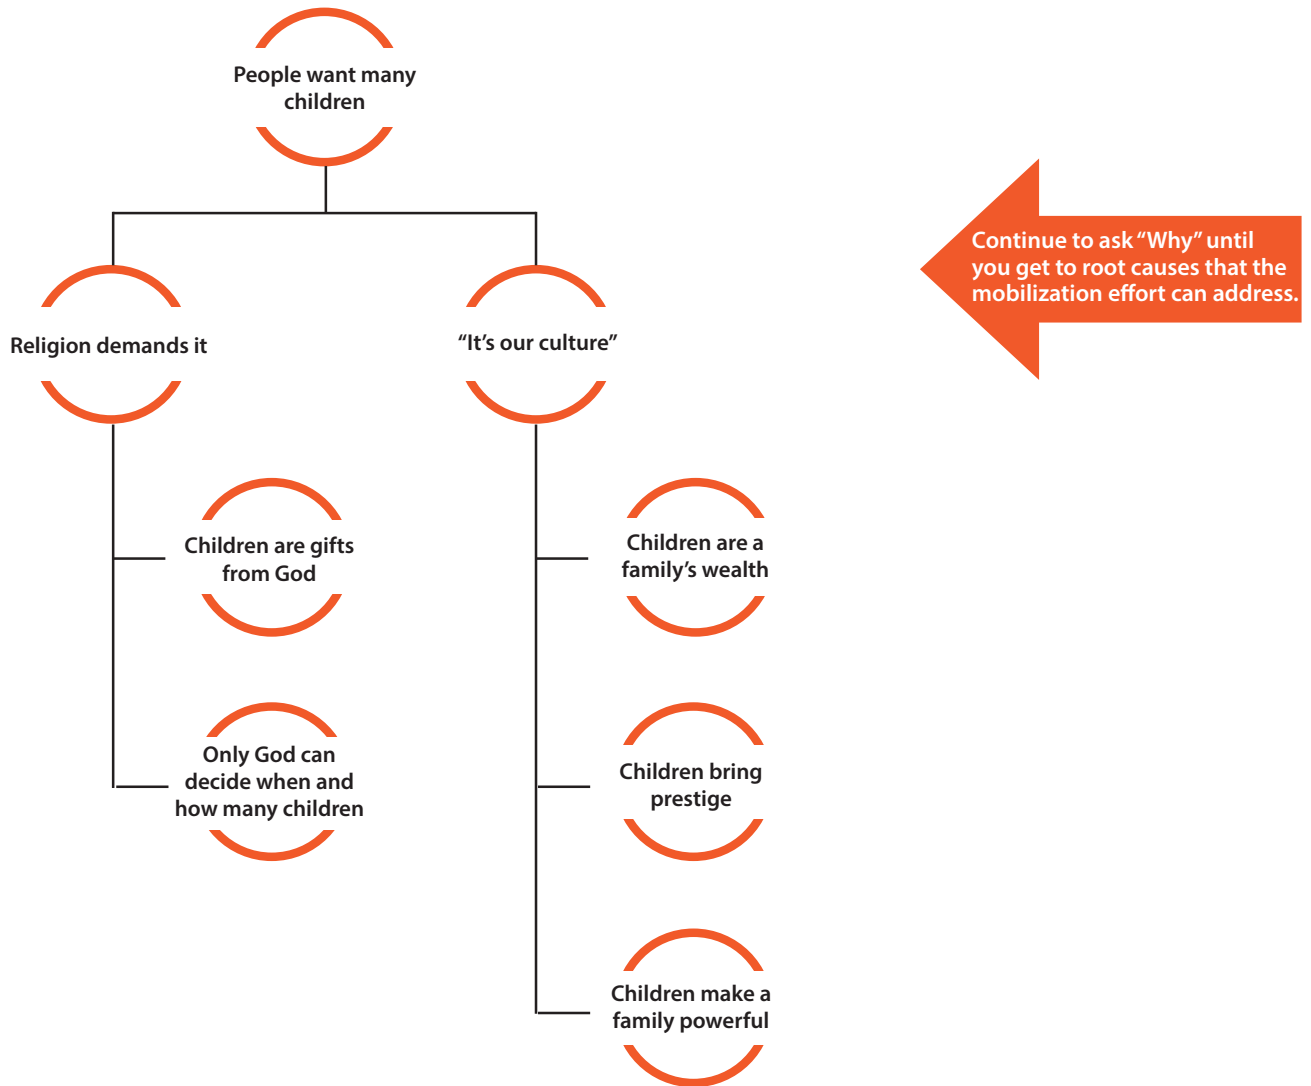 People want many
children
Continue to ask “Why” until
you get to root causes that the
mobilization effort can address.
Religion demands it
“It’s our culture”
Children are gifts
from God
Children are a
family’s wealth
Only God can
decide when and
how many children
Children bring
prestige
Children make a
family powerful